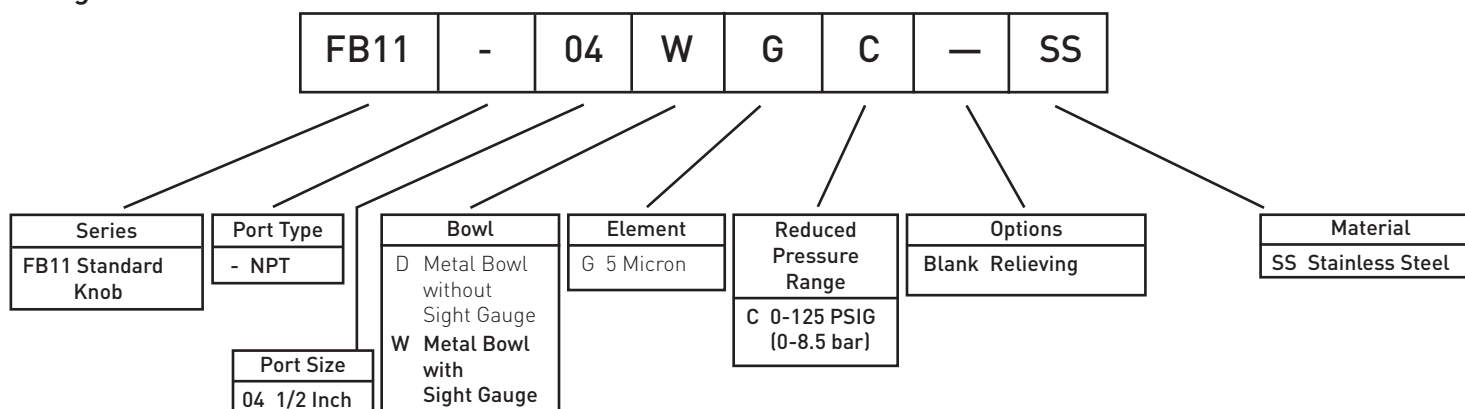 FB11 - 04 W G C — SS
Series
FB11 Standard
Knob
Port Type
- NPT
Port Size
04 1/2 Inch
Bowl
D Metal Bowl
without
Sight Gauge
W Metal Bowl
with
Sight Gauge
Element
G 5 Micron
Reduced
Pressure
Range
C 0-125 PSIG
(0-8.5 bar)
Options
Blank Relieving
Material
SS Stainless Steel